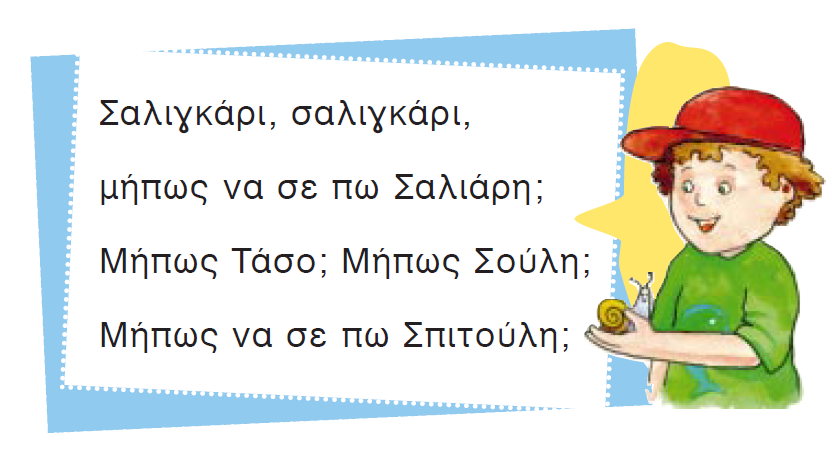 Σαλιγκάρι, σαλιγκάρι,
μήπως να σε πω Σαλιάρη;
Μήπως Τάσο; Μήπως Σούλη;
Μήπως να σε πω Σπιτούλη;